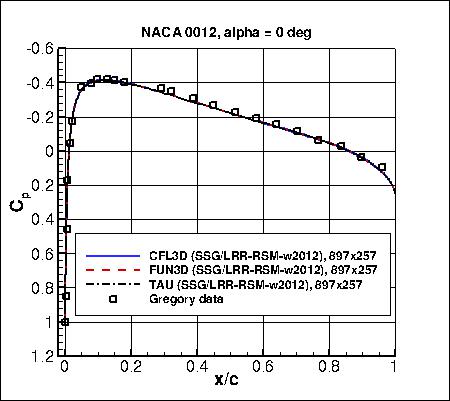 NACA 0012, alpha = 0 deg
-0.6
-0.4
-0.2
0
0.2
0.4
0.6
0.8
1
1.2
Cp
CFL3D (SSG/LRR-RSM-w2012), 897x257
FUN3D (SSG/LRR-RSM-w2012), 897x257
TAU (SSG/LRR-RSM-w2012), 897x257
Gregory data
0 0.2 0.4 0.6 0.8 1
x/c